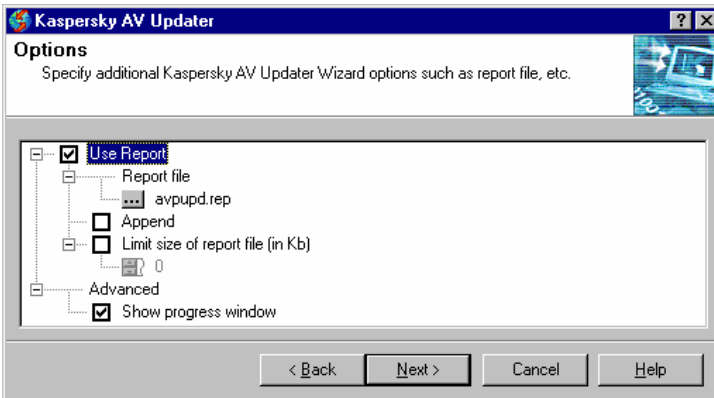 Kaspersky AV Updater
Options
Specify additional Kaspersky AV Updater Wizard options such as report file, etc.
Use Report
Report file
... avpupd.rep
Append
Limit size of report file (in Kb)
0
Advanced
Show progress window
< Back Next > Cancel Help